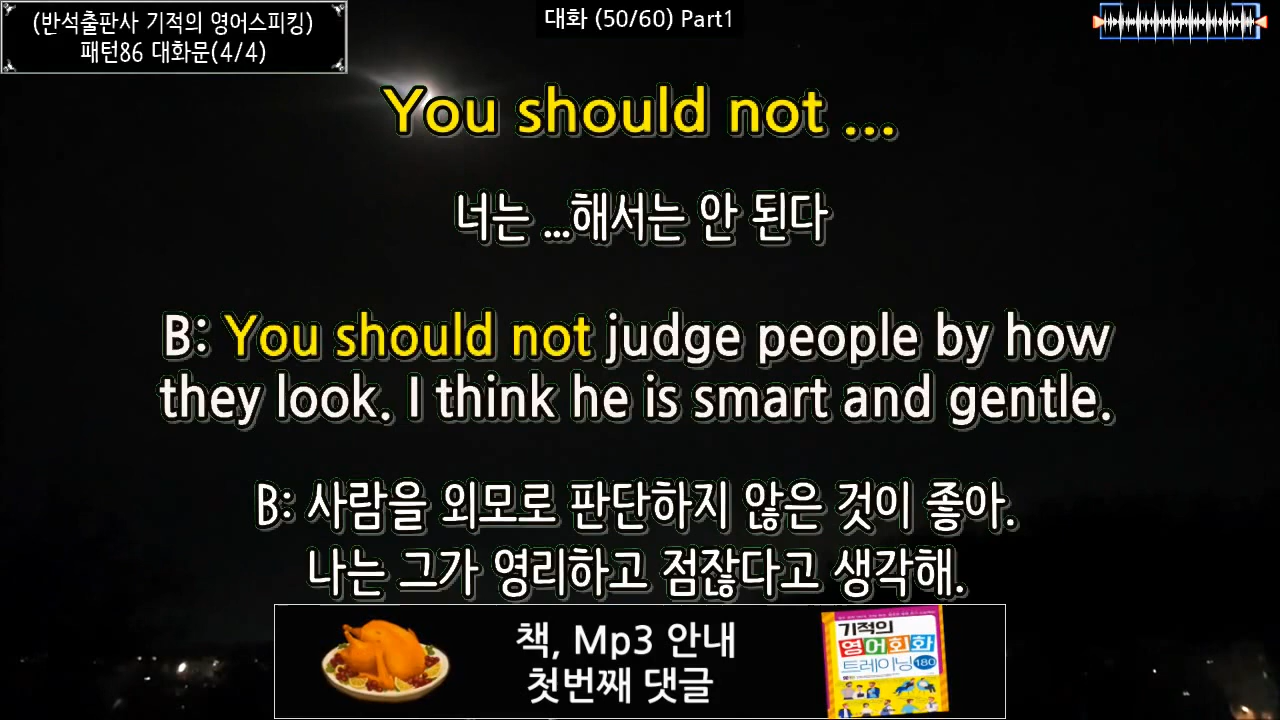 (반석출판사 기적의 영어스피킹)
패턴86 대화문(4/4)
대화 (50/60) Part1
You should not ...
너는 ...해서는 안 된다
B: You should not judge people by how
they look. I think he is smart and gentle.
B: 사람을 외모로 판단하지 않은 것이 좋아.
나는 그가 영리하고 점잖다고 생각해.
책, Mp3 안내
첫번째 댓글
기적의
영어회화
트레이닝 180